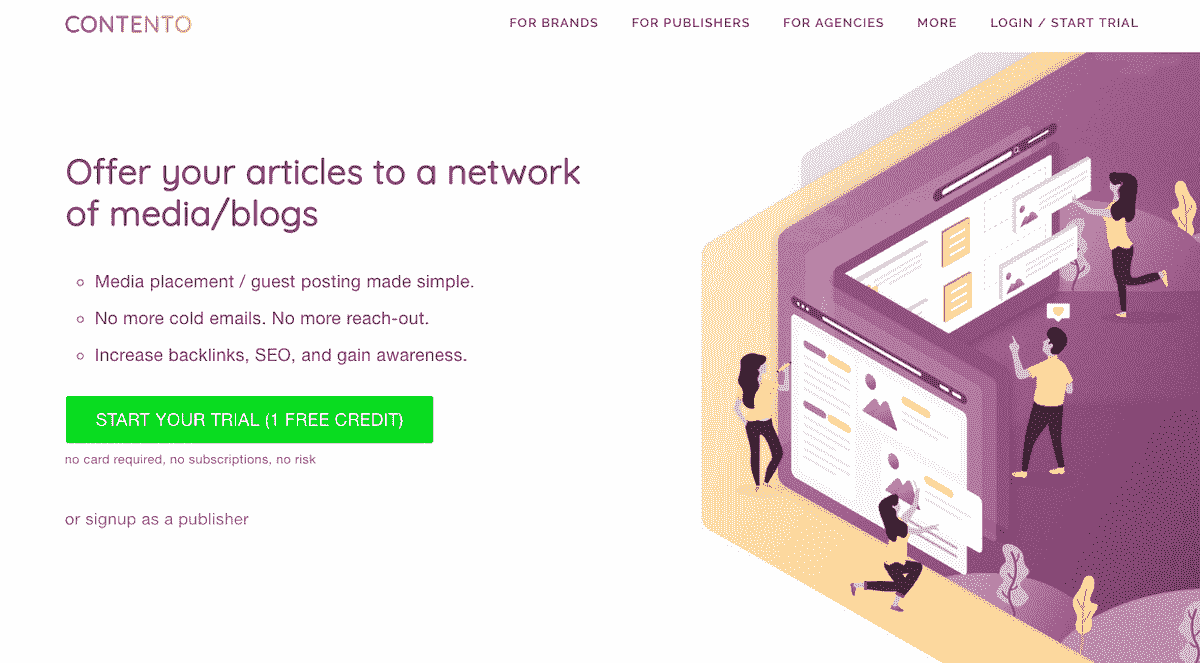 CONTENTO
FOR BRANDS
FOR PUBLISHERS
FOR AGENCIES
MORE
LOGIN / START TRIAL
Offer your articles to a network
of media/blogs
Media placement / guest posting made simple.
No more cold emails. No more reach-out.
Increase backlinks, SEO, and gain awareness.
START YOUR TRIAL (1 FREE CREDIT)
no card required, no subscriptions, no risk
or signup as a publisher